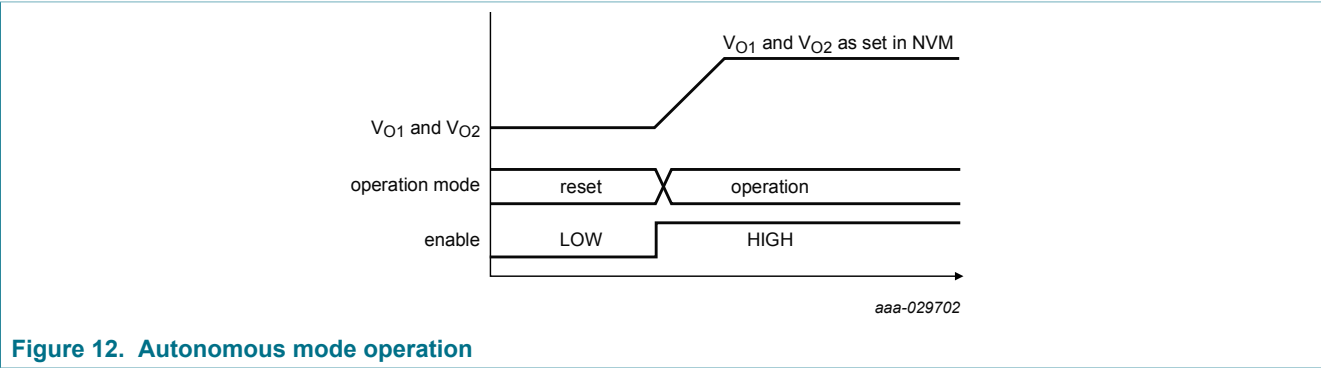 VO1 and VO2 as set in NVM
VO1 and VO2
operation mode
reset
operation
enable
LOW
HIGH
aaa-029702
Figure 12. Autonomous mode operation